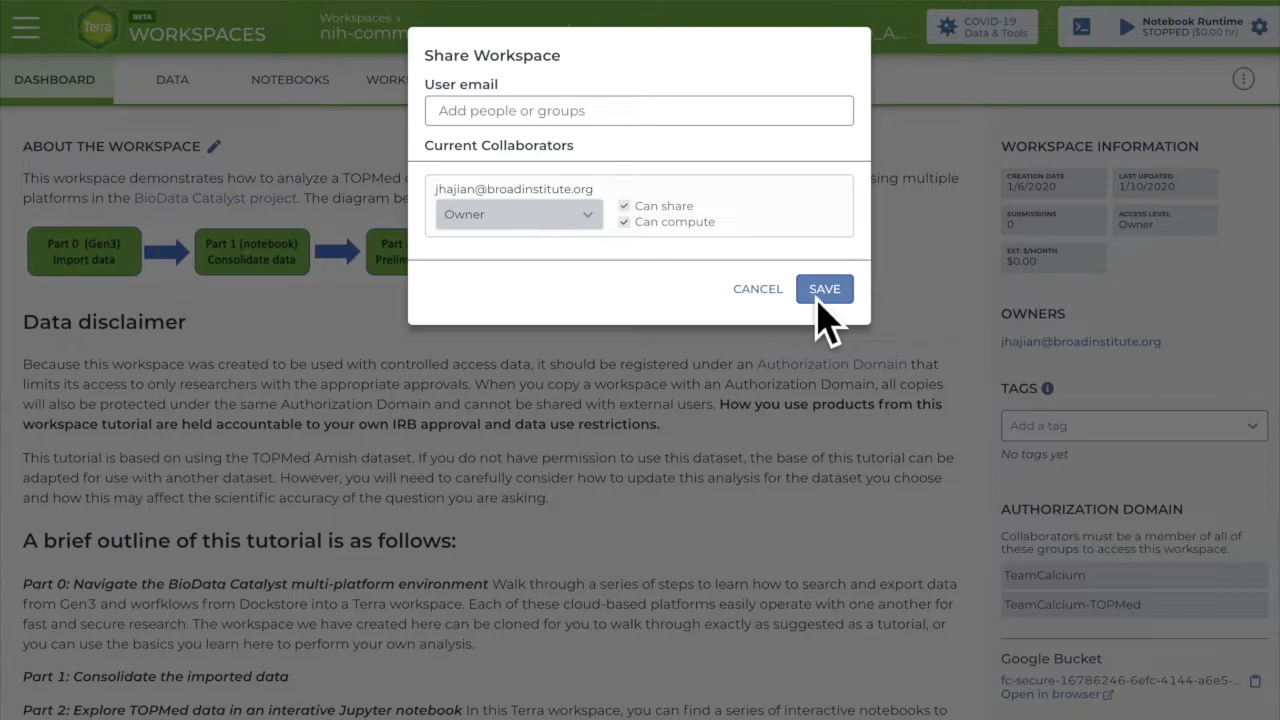 Terra
BETA
WORKSPACES
Workspaces ›
nih-comm
_A...
COVID-19
Data & Tools
Notebook Runtime
STOPPED ($0.00 hr)
DASHBOARD
DATA
NOTEBOOKS
WORK
Share Workspace
User email
Add people or groups
Current Collaborators
jhajian@broadinstitute.org
Owner
Can share
Can compute
CANCEL
SAVE
ABOUT THE WORKSPACE
This workspace demonstrates how to analyze a TOPMed
sing multiple
platforms in the BioData Catalyst project. The diagram be
Part 0 (Gen3)
Import data
Part 1 (notebook)
Consolidate data
Part
Prelim
Data disclaimer
Because this workspace was created to be used with controlled access data, it should be registered under an Authorization Domain that
limits its access to only researchers with the appropriate approvals. When you copy a workspace with an Authorization Domain, all copies
will also be protected under the same Authorization Domain and cannot be shared with external users. How you use products from this
workspace tutorial are held accountable to your own IRB approval and data use restrictions.
This tutorial is based on using the TOPMed Amish dataset. If you do not have permission to use this dataset, the base of this tutorial can be
adapted for use with another dataset. However, you will need to carefully consider how to update this analysis for the dataset you choose
and how this may affect the scientific accuracy of the question you are asking.
A brief outline of this tutorial is as follows:
Part 0: Navigate the BioData Catalyst multi-platform environment Walk through a series of steps to learn how to search and export data
from Gen3 and worfklows from Dockstore into a Terra workspace. Each of these cloud-based platforms easily operate with one another for
fast and secure research. The workspace we have created here can be cloned for you to walk through exactly as suggested as a tutorial, or
you can use the basics you learn here to perform your own analysis.
Part 1: Consolidate the imported data
Part 2: Explore TOPMed data in an interative Jupyter notebook In this Terra workspace, you can find a series of interactive notebooks to
WORKSPACE INFORMATION
CREATION DATE
1/6/2020
LAST UPDATED
1/10/2020
SUBMISSIONS
0
ACCESS LEVEL
Owner
EST. $/MONTH
$0.00
OWNERS
jhajian@broadinstitute.org
TAGS
Add a tag
No tags yet
AUTHORIZATION DOMAIN
Collaborators must be a member of all of
these groups to access this workspace.
TeamCalcium
TeamCalcium-TOPMed
Google Bucket
fc-secure-16786246-6efc-4144-a6e5-...
Open in browser